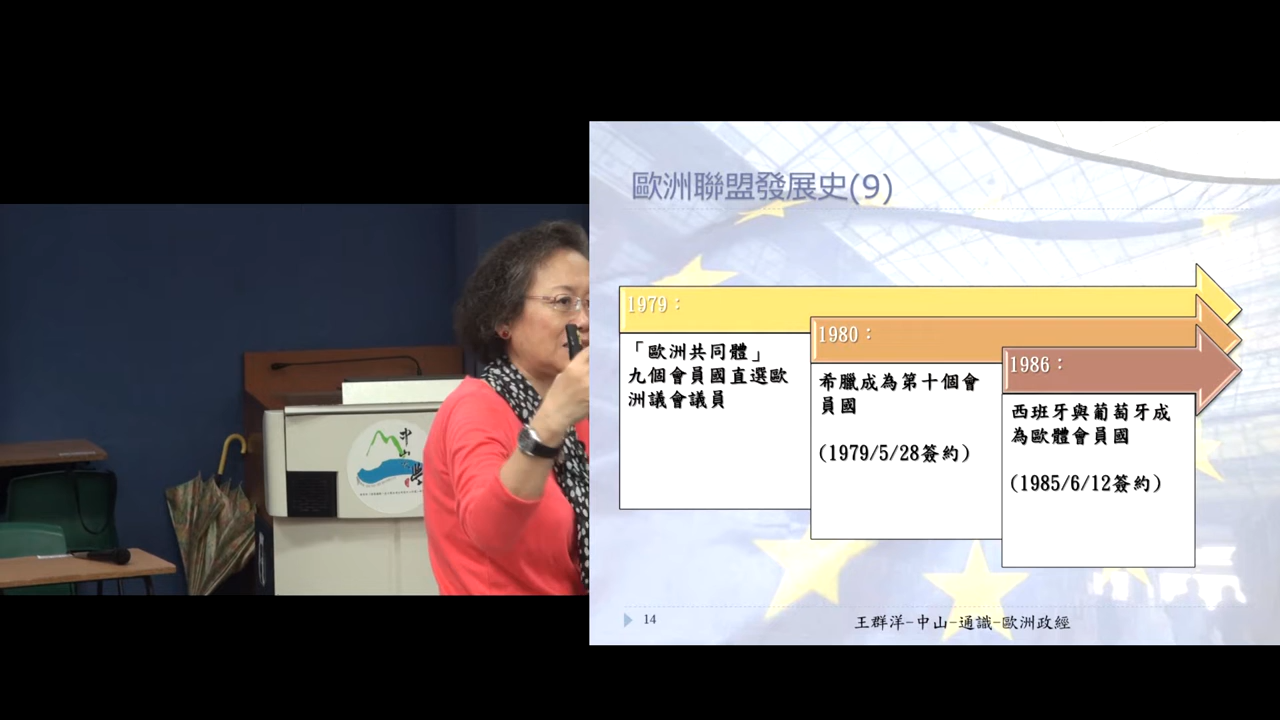 歐洲聯盟發展史(9)
1979：
「歐洲共同體」
九個會員國直選歐
洲議會議員
1980：
希臘成為第十個會
員國
(1979/5/28簽約)
1986：
西班牙與葡萄牙成
為歐體會員國
(1985/6/12簽約)
14
王群洋-中山-通識-歐洲政經
中山